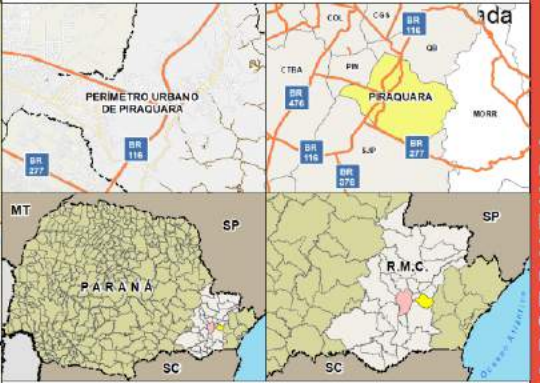 PERÍMETRO URBANO
DE PIRAQUARA
BR
116
BR
277
ada
COL
CGS
BR
116
QB
CTBA
PIN
BR
476
PIRAQUARA
MORR
BR
116
SJP
BR
277
BR
376
MT
SP
PARANÁ
SC
SP
R.M.C.
SC
Oceano Atlântico